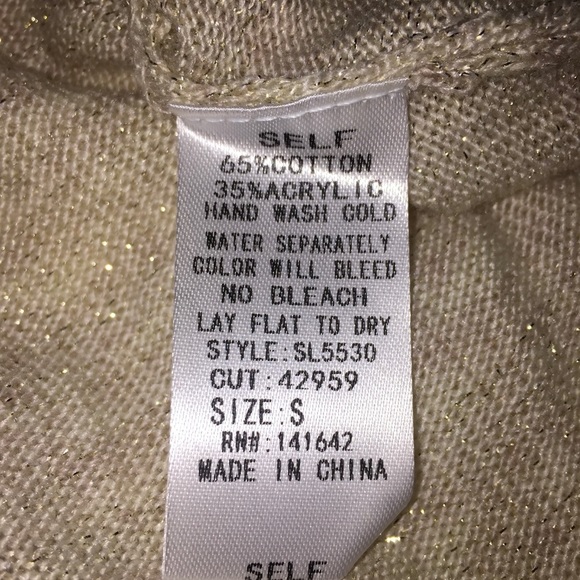 SELF
65%COTTON
35%ACRYLIC
HAND WASH COLD
WATER SEPARATELY
COLOR WILL BLEED
NO BLEACH
LAY FLAT TO DRY
STYLE:SL5530
CUT:42959
SIZE:S
RN#:141642
MADE IN CHINA
SELF